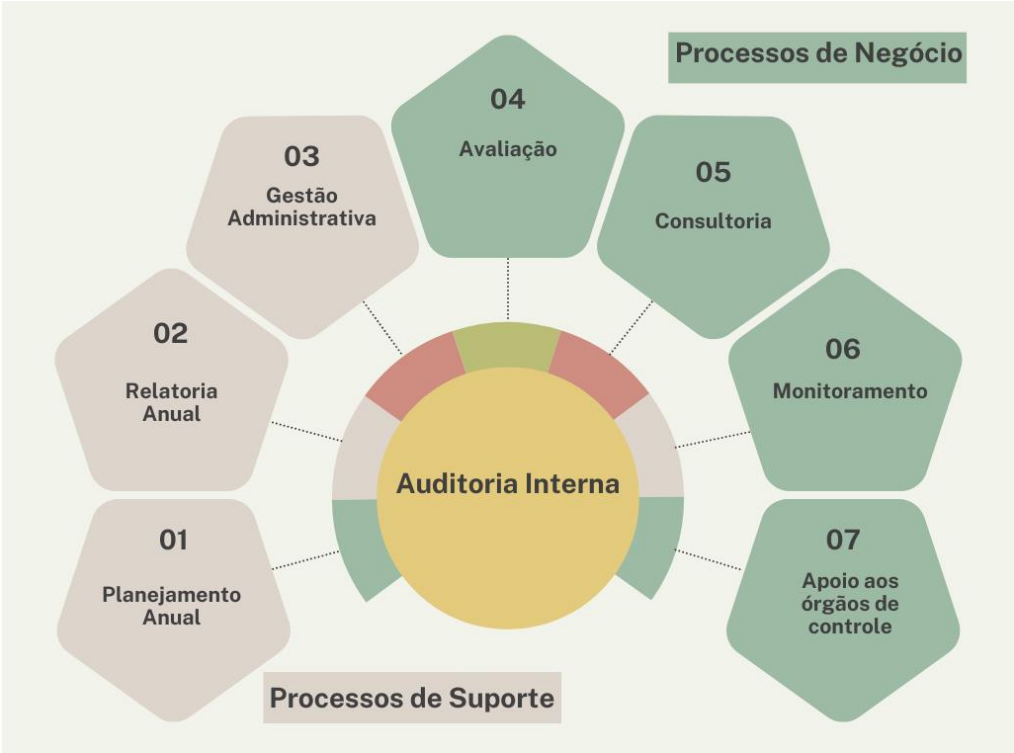 Processos de Negócio
04
Avaliação
03
Gestão
Administrativa
05
Consultoria
02
Relatoria
Anual
06
Monitoramento
Auditoria Interna
01
Planejamento
Anual
07
Apoio aos
órgãos de
controle
Processos de Suporte